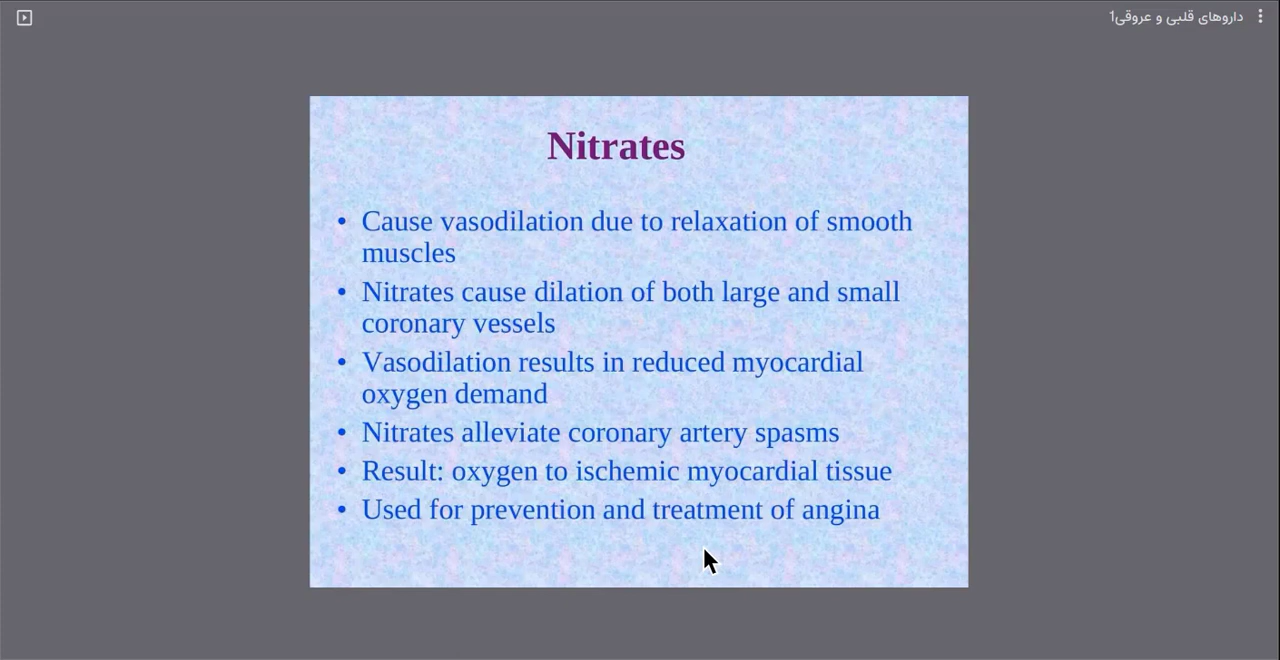 داروهای قلبی و عروقی1
Nitrates
• Cause vasodilation due to relaxation of smooth
muscles
• Nitrates cause dilation of both large and small
coronary vessels
• Vasodilation results in reduced myocardial
oxygen demand
• Nitrates alleviate coronary artery spasms
• Result: oxygen to ischemic myocardial tissue
• Used for prevention and treatment of angina